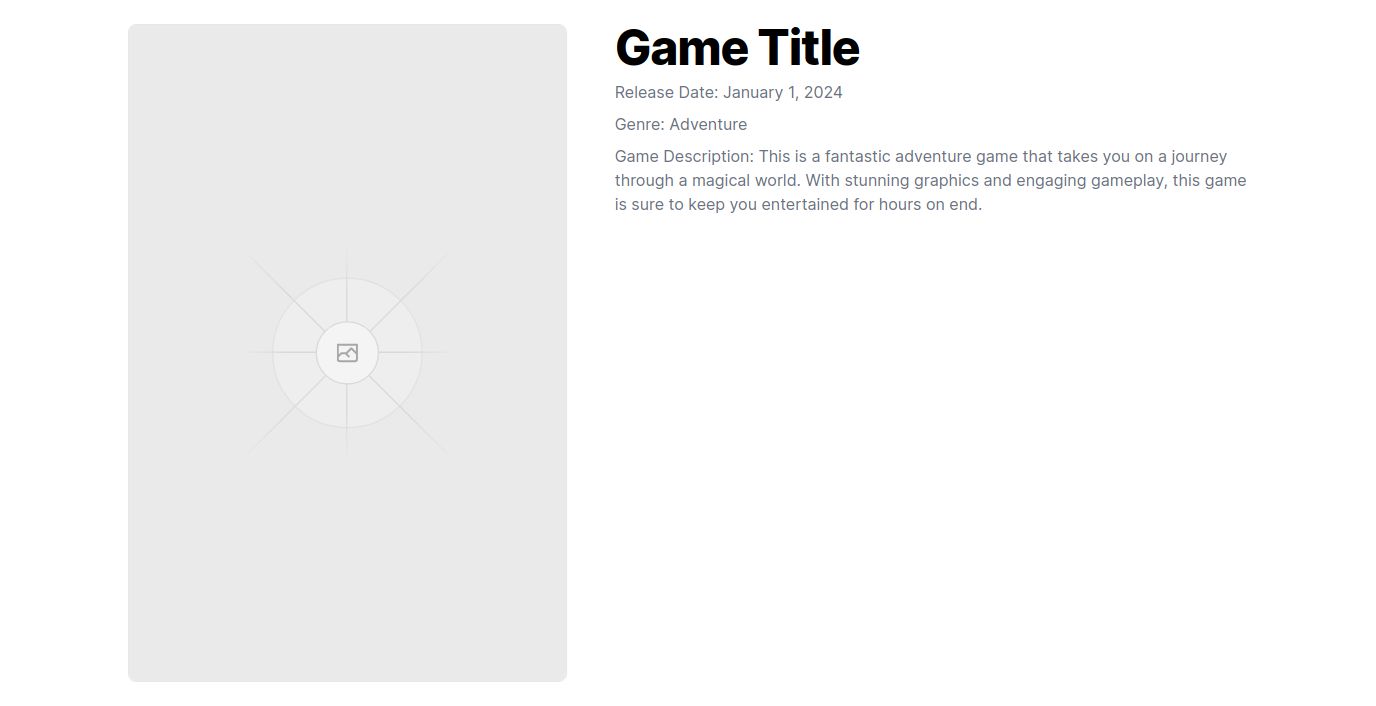 Game Title
Release Date: January 1, 2024
Genre: Adventure
Game Description: This is a fantastic adventure game that takes you on a journey
through a magical world. With stunning graphics and engaging gameplay, this game
is sure to keep you entertained for hours on end.